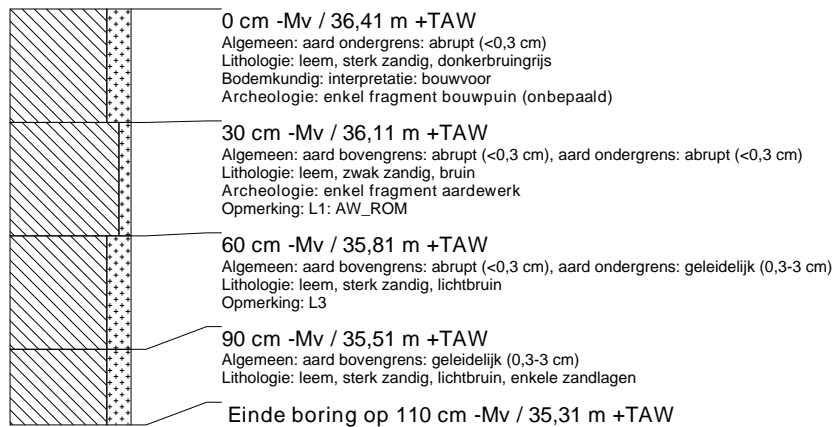 0 cm -Mv / 36,41 m +TAW
Algemeen: aard ondergrens: abrupt (<0,3 cm)
Lithologie: leem, sterk zandig, donkerbruingrijs
Bodemkundig: interpretatie: bouwvoor
Archeologie: enkel fragment bouwpuin (onbepaald)
30 cm -Mv / 36,11 m +TAW
Algemeen: aard bovengrens: abrupt (<0,3 cm), aard ondergrens: abrupt (<0,3 cm)
Lithologie: leem, zwak zandig, bruin
Archeologie: enkel fragment aardewerk
Opmerking: L1: AW_ROM
60 cm -Mv / 35,81 m +TAW
Algemeen: aard bovengrens: abrupt (<0,3 cm), aard ondergrens: geleidelijk (0,3-3 cm)
Lithologie: leem, sterk zandig, lichtbruin
Opmerking: L3
90 cm -Mv / 35,51 m +TAW
Algemeen: aard bovengrens: geleidelijk (0,3-3 cm)
Lithologie: leem, sterk zandig, lichtbruin, enkele zandlagen
Einde boring op 110 cm -Mv / 35,31 m +TAW